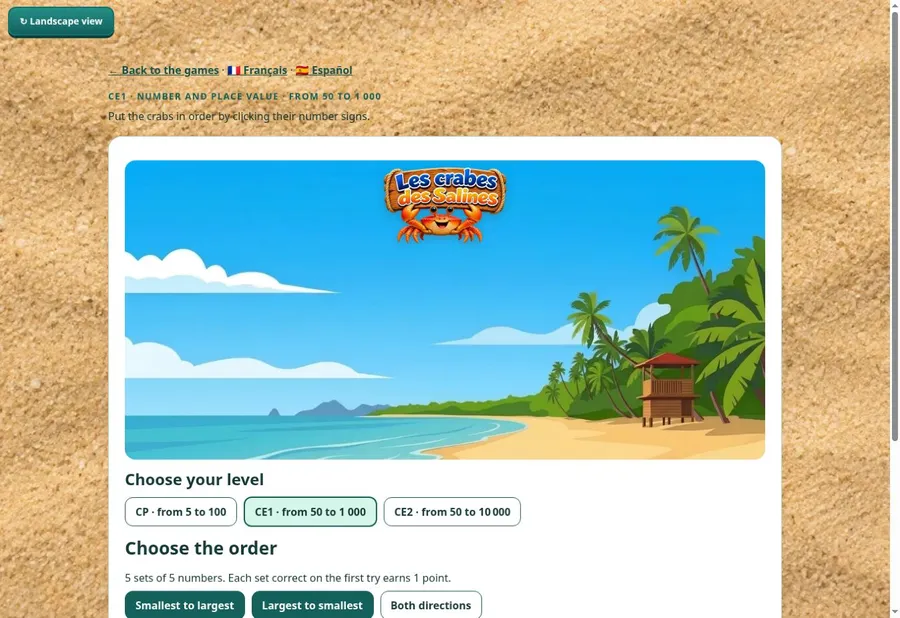 ↻ Landscape view
← Back to the games · 🇫🇷 Français · 🇪🇸 Español
CE1 · NUMBER AND PLACE VALUE · FROM 50 TO 1 000
Put the crabs in order by clicking their number signs.
Les crabes
des Salines
Choose your level
CP · from 5 to 100 CE1 · from 50 to 1 000 CE2 · from 50 to 10 000
Choose the order
5 sets of 5 numbers. Each set correct on the first try earns 1 point.
Smallest to largest Largest to smallest Both directions